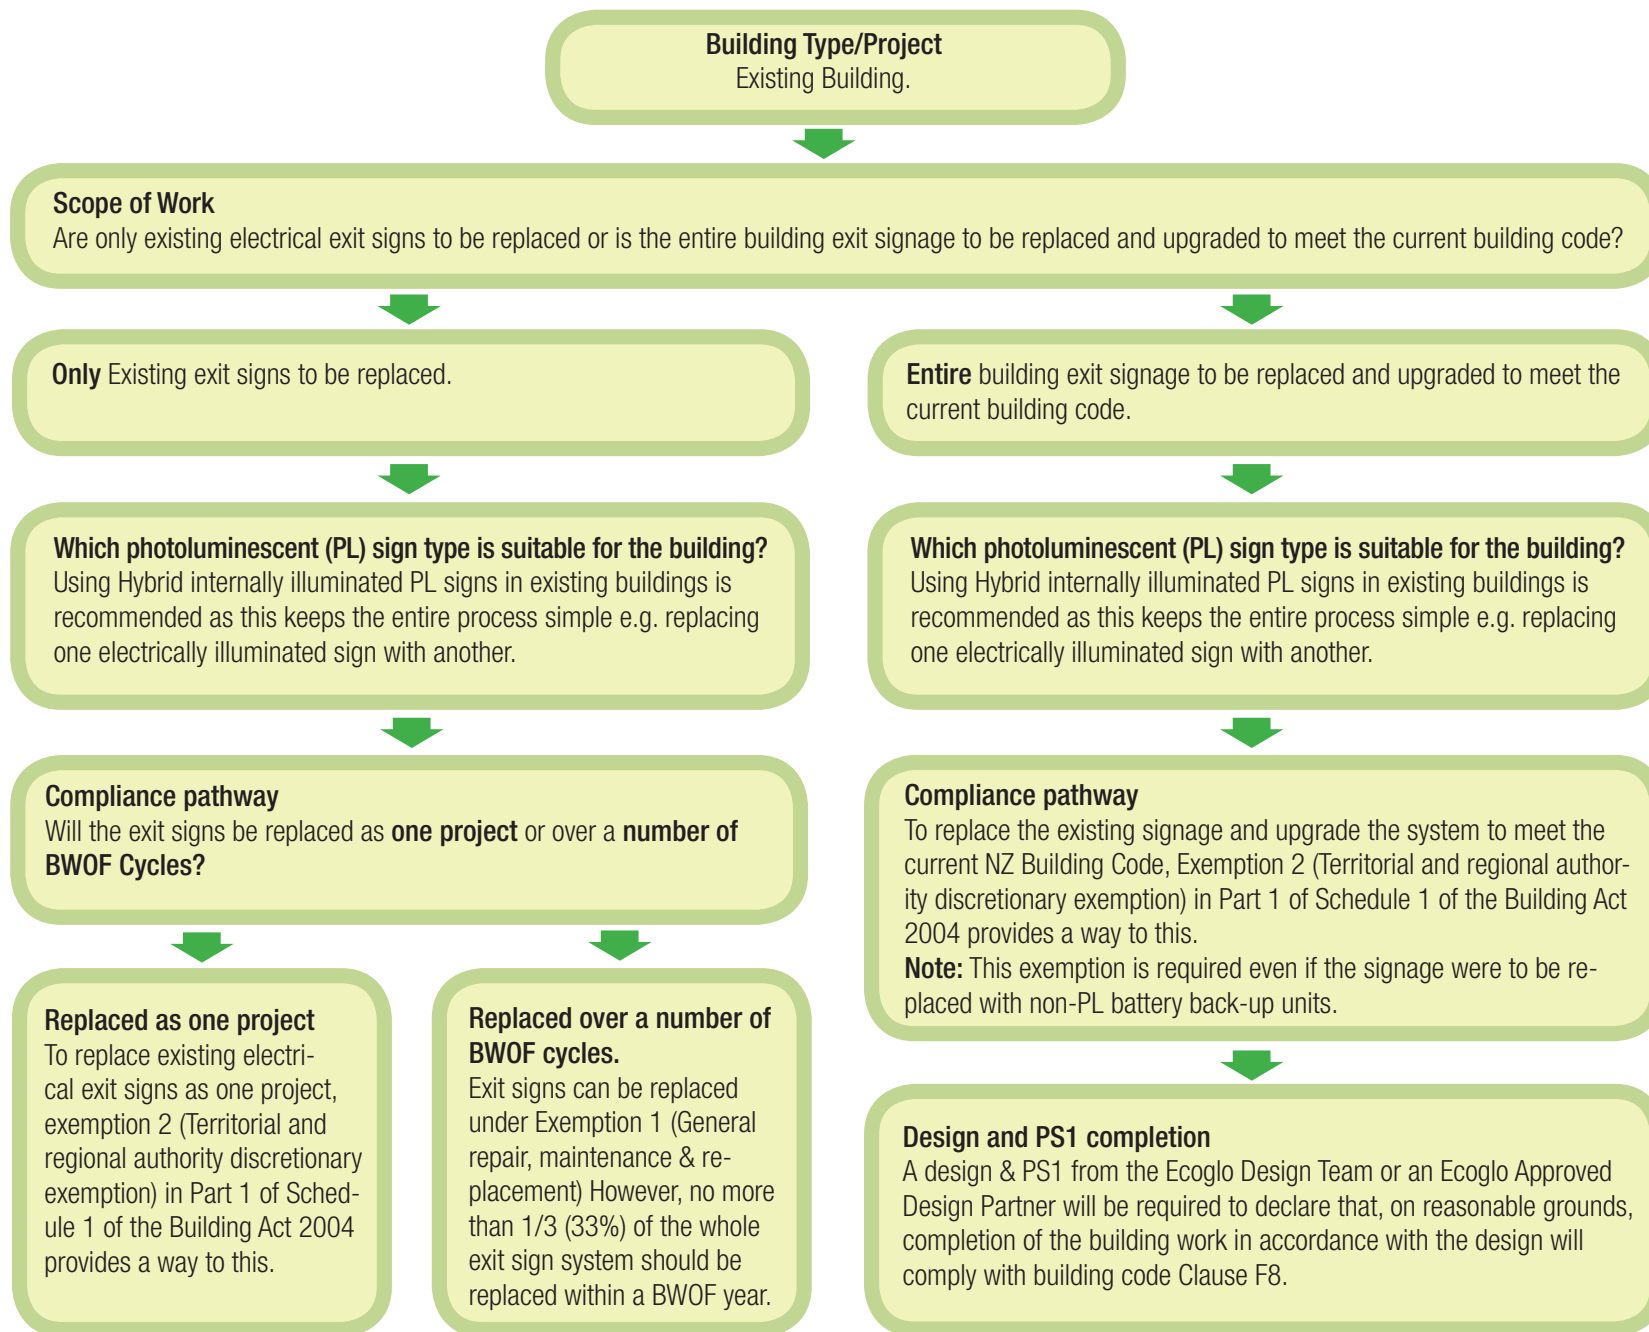 Building Type/Project
Existing Building.
Scope of Work
Are only existing electrical exit signs to be replaced or is the entire building exit signage to be replaced and upgraded to meet the current building code?
Only Existing exit signs to be replaced.
Entire building exit signage to be replaced and upgraded to meet the
current building code.
Which photoluminescent (PL) sign type is suitable for the building?
Using Hybrid internally illuminated PL signs in existing buildings is
recommended as this keeps the entire process simple e.g. replacing
one electrically illuminated sign with another.
Which photoluminescent (PL) sign type is suitable for the building?
Using Hybrid internally illuminated PL signs in existing buildings is
recommended as this keeps the entire process simple e.g. replacing
one electrically illuminated sign with another.
Compliance pathway
Will the exit signs be replaced as one project or over a number of
BWOF Cycles?
Compliance pathway
To replace the existing signage and upgrade the system to meet the
current NZ Building Code, Exemption 2 (Territorial and regional author-
ity discretionary exemption) in Part 1 of Schedule 1 of the Building Act
2004 provides a way to this.
Note: This exemption is required even if the signage were to be re-
placed with non-PL battery back-up units.
Replaced as one project
To replace existing electri-
cal exit signs as one project,
exemption 2 (Territorial and
regional authority discretionary
exemption) in Part 1 of Sched-
ule 1 of the Building Act 2004
provides a way to this.
Replaced over a number of
BWOF cycles.
Exit signs can be replaced
under Exemption 1 (General
repair, maintenance & re-
placement) However, no more
than 1/3 (33%) of the whole
exit sign system should be
replaced within a BWOF year.
Design and PS1 completion
A design & PS1 from the Ecoglo Design Team or an Ecoglo Approved
Design Partner will be required to declare that, on reasonable grounds,
completion of the building work in accordance with the design will
comply with building code Clause F8.